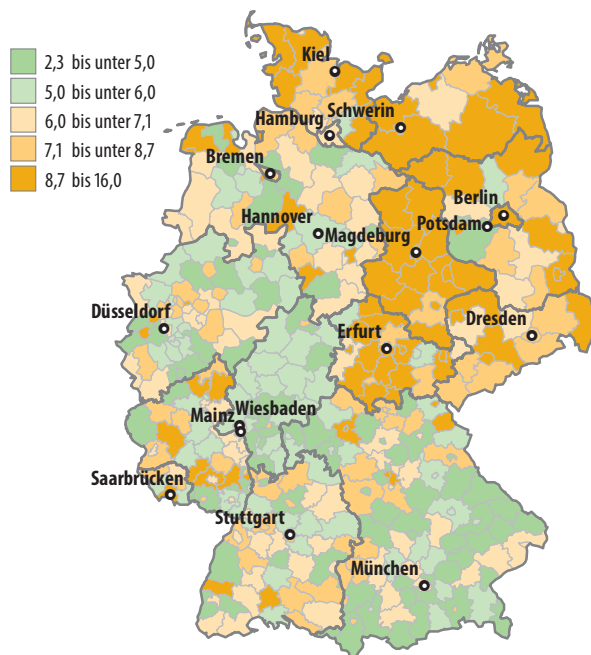 2,3 bis unter 5,0
5,0 bis unter 6,0
6,0 bis unter 7,1
7,1 bis unter 8,7
8,7 bis 16,0
Kiel
Schwerin
Hamburg
Bremen
Berlin
Hannover
Potsdam
Magdeburg
Düsseldorf
Erfurt
Dresden
Mainz
Wiesbaden
Saarbrücken
Stuttgart
München